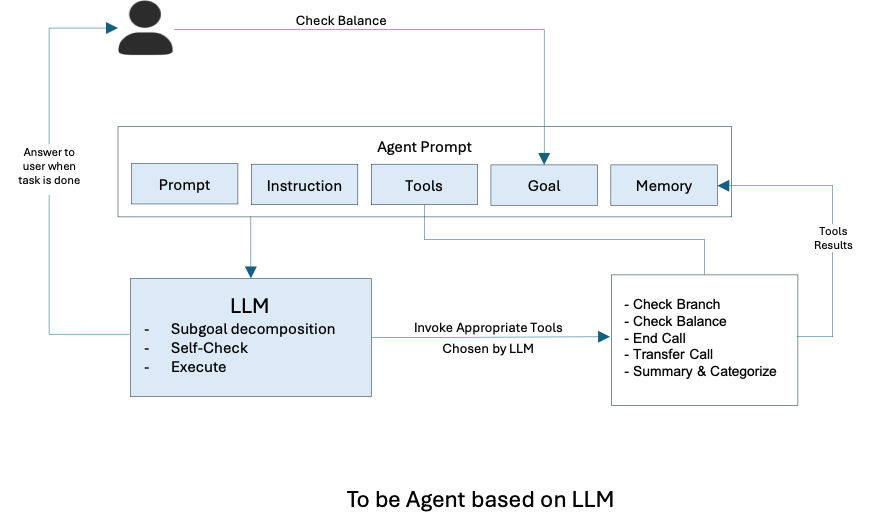 Check Balance
Agent Prompt
Prompt
Instruction
Tools
Goal
Memory
Answer to
user when
task is done
Tools
Results
LLM
- Subgoal decomposition
- Self-Check
- Execute
Invoke Appropriate Tools
Chosen by LLM
- Check Branch
- Check Balance
- End Call
- Transfer Call
- Summary & Categorize
To be Agent based on LLM